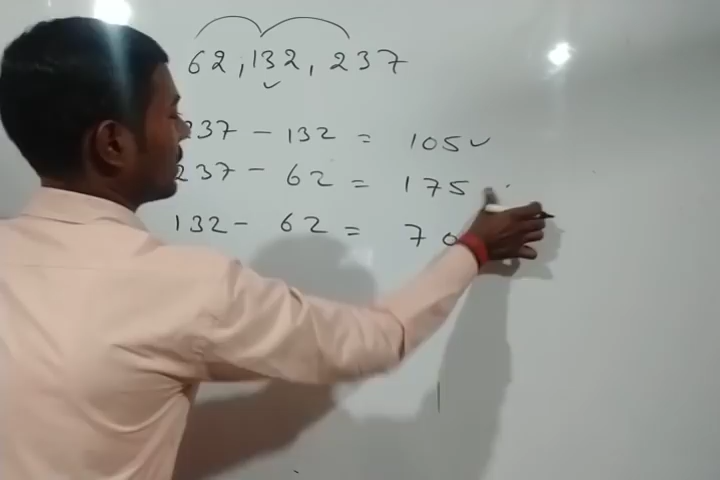 62, 132, 237
237 - 132 = 105
237 - 62 = 175
132 - 62 = 70